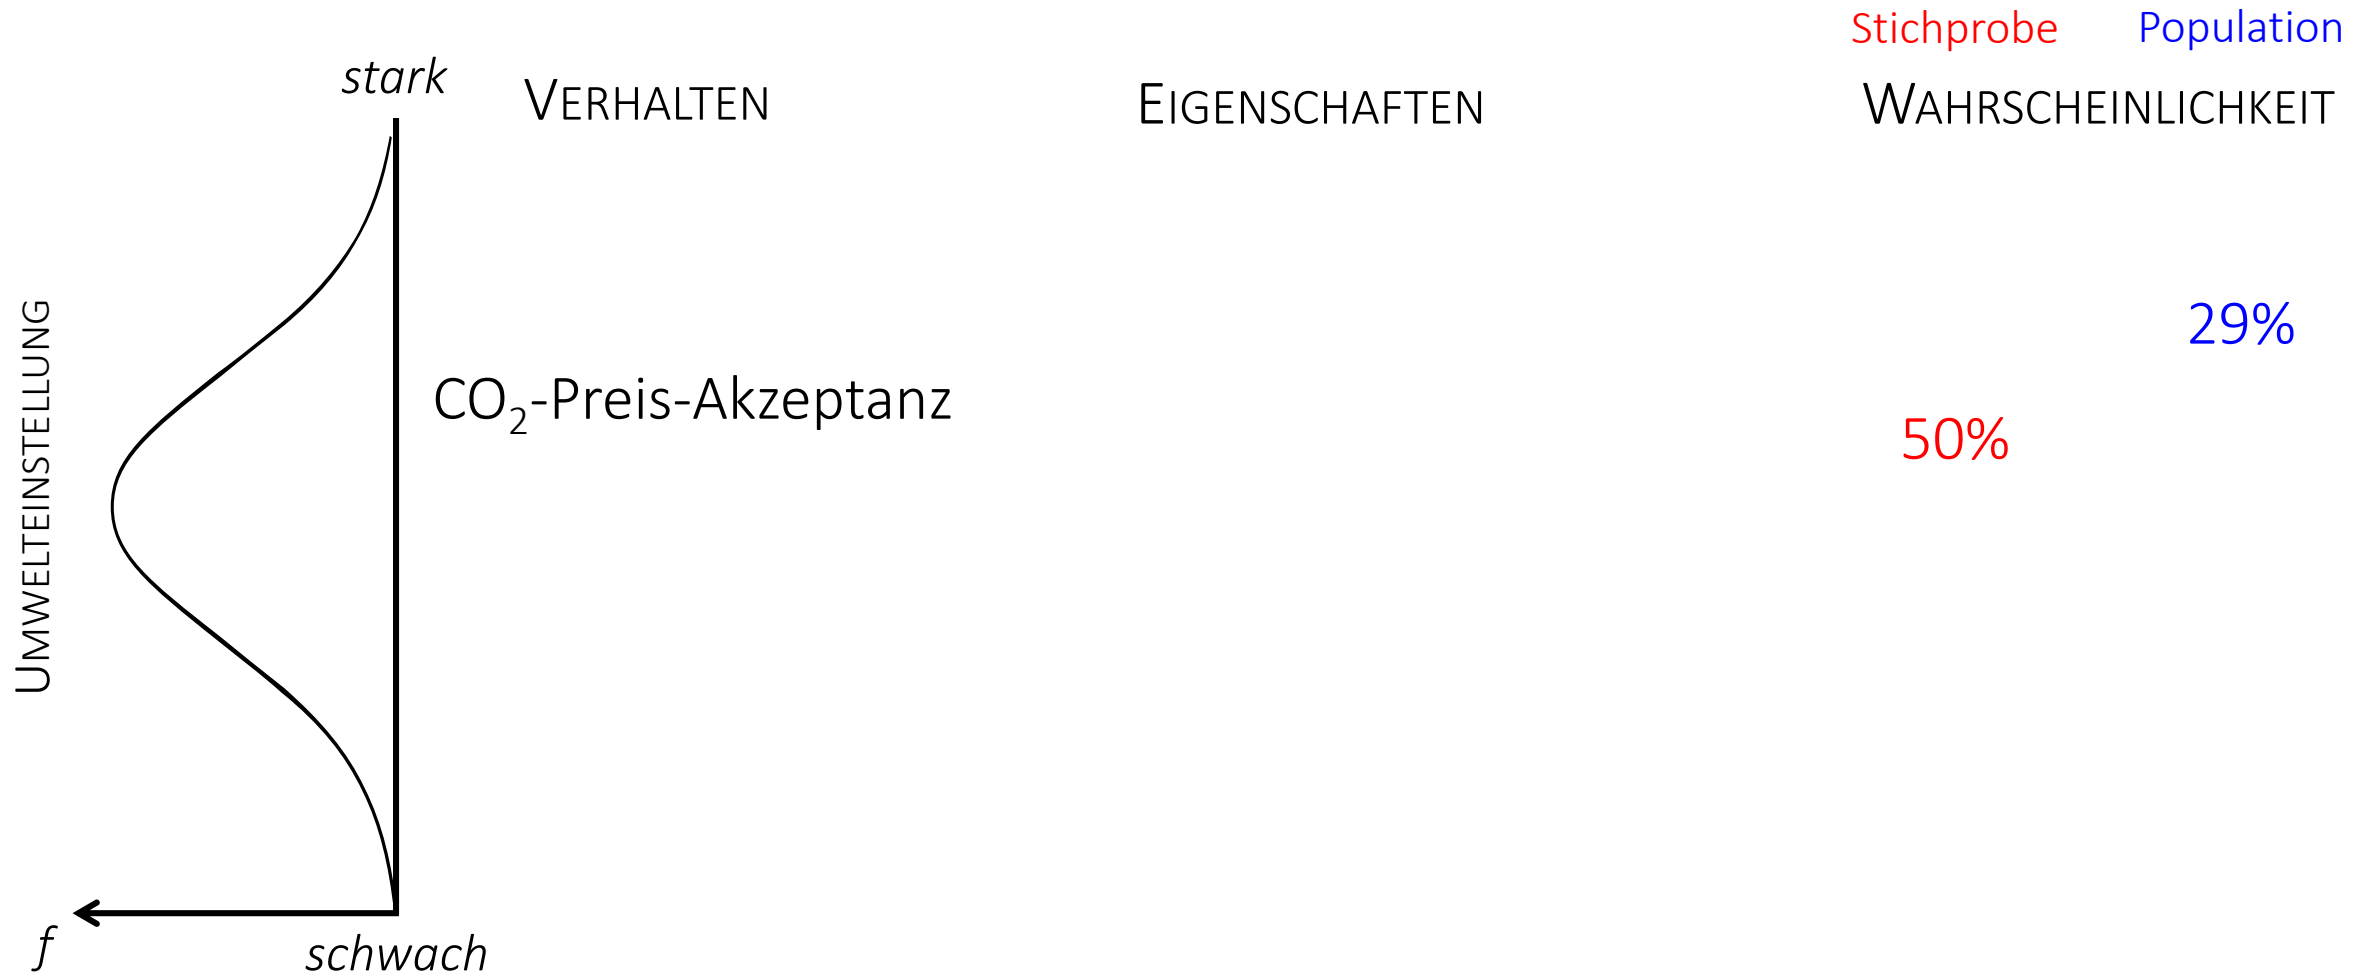 Stichprobe Population
stark VERHALTEN EIGENSCHAFTEN WAHRSCHEINLICHKEIT
UMWELTEINSTELLUNG
29%
CO₂-Preis-Akzeptanz
50%
f
schwach